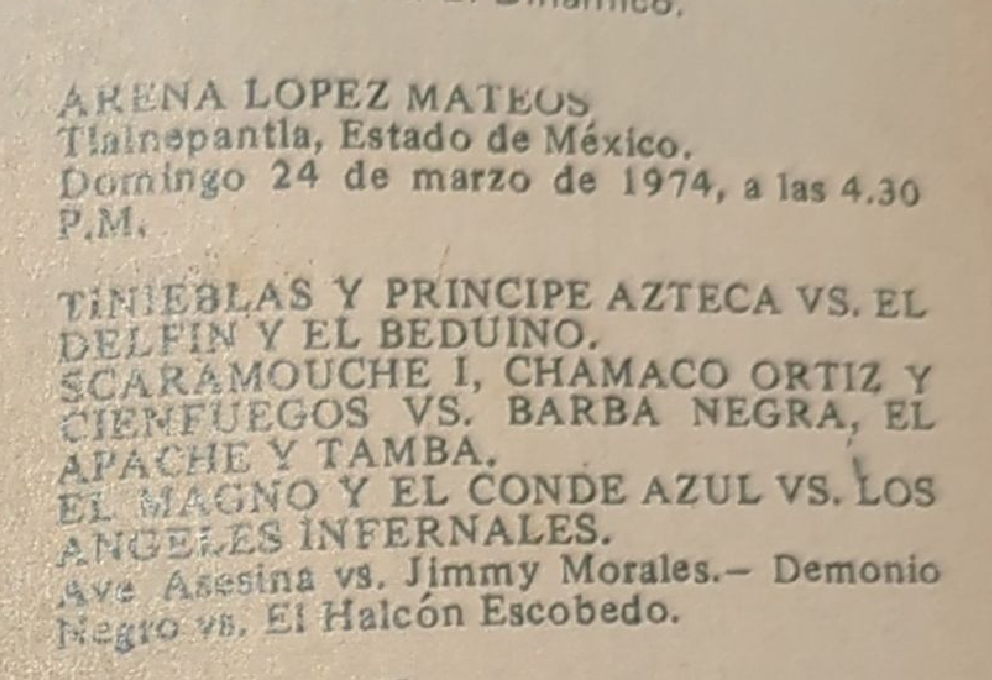 Dinámico.
ARENA LOPEZ MATEOS
Tlalnepantla, Estado de México.
Domingo 24 de marzo de 1974, a las 4.30
P.M.
TINIEBLAS Y PRINCIPE AZTECA VS. EL
DELFIN Y EL BEDUINO.
SCARAMOUCHE I, CHAMACO ORTIZ Y
CIENFUEGOS VS. BARBA NEGRA, EL
APACHE Y TAMBA.
EL MAGNO Y EL CONDE AZUL VS. LOS
ANGELES INFERNALES.
Ave Asesina vs. Jimmy Morales.— Demonio
Negro vs. El Halcón Escobedo.